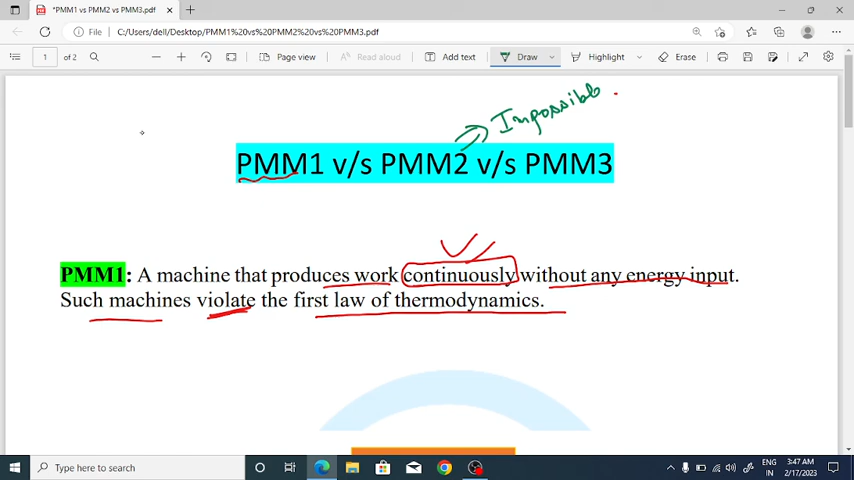 *PMM1 vs PMM2 vs PMM3.pdf
File C:/Users/dell/Desktop/PMM1%20vs%20PMM2%20vs%20PMM3.pdf
1 of 2 Page view Read aloud Add text Draw Highlight Erase
Impossible
PMM1 v/s PMM2 v/s PMM3
PMM1: A machine that produces work continuously without any energy input.
Such machines violate the first law of thermodynamics.
Type here to search
ENG 3:47 AM
IN 2/17/2023